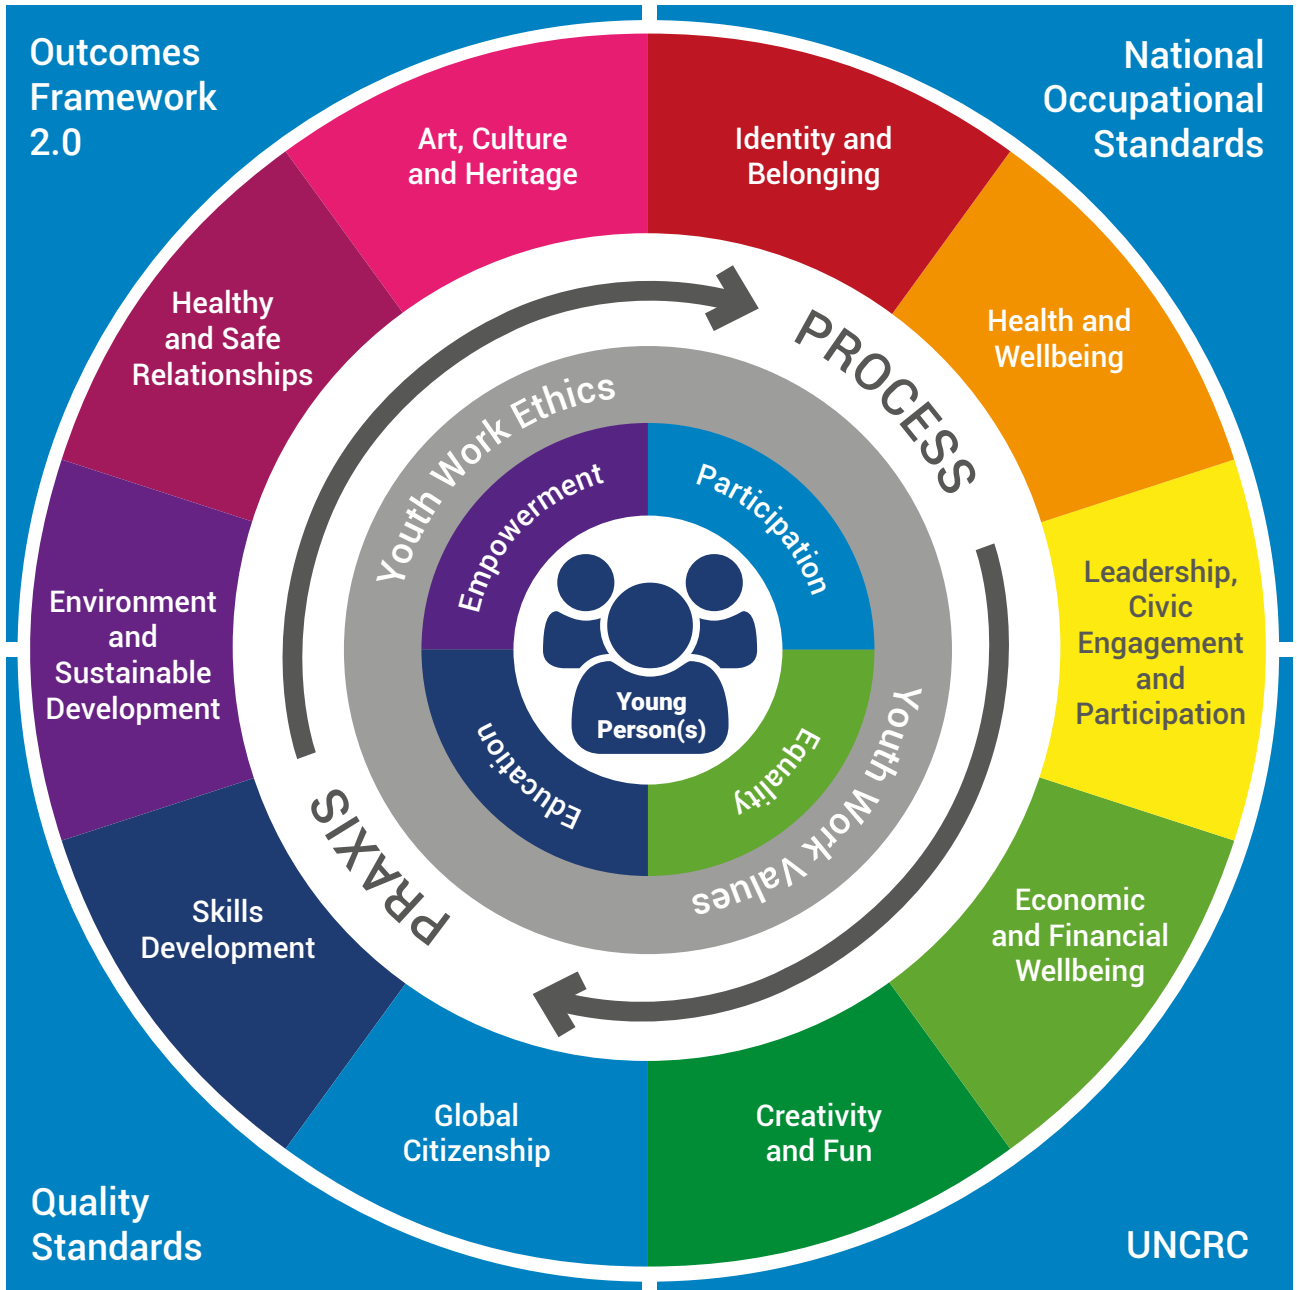 Outcomes
Framework
2.0
National
Occupational
Standards
Art, Culture
and Heritage
Identity and
Belonging
Health and
Wellbeing
Leadership,
Civic
Engagement
and
Participation
Economic
and Financial
Wellbeing
Creativity
and Fun
Global
Citizenship
Skills
Development
Environment
and
Sustainable
Development
Healthy
and Safe
Relationships
PROCESS
PRAXIS
Youth Work Ethics
Youth Work Values
Empowerment
Participation
Equality
Education
Young
Person(s)
Quality
Standards
UNCRC